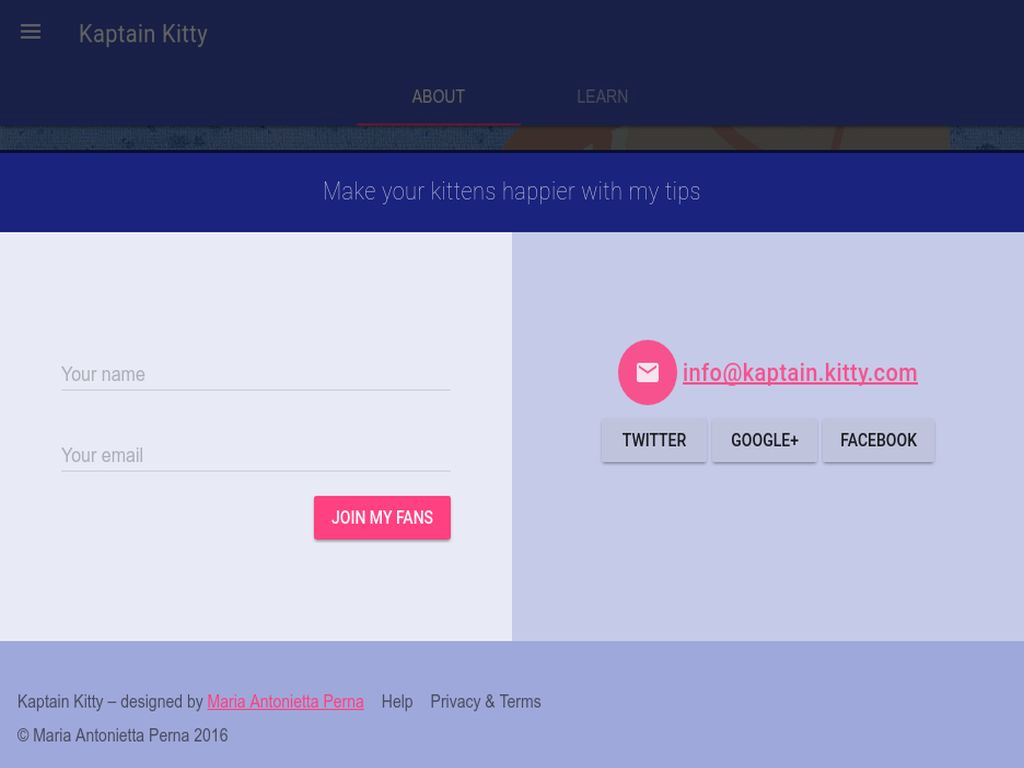 Kaptain Kitty
ABOUT LEARN
Make your kittens happier with my tips
Your name
Your email
JOIN MY FANS
info@kaptain.kitty.com
TWITTER GOOGLE+ FACEBOOK
Kaptain Kitty – designed by Maria Antonietta Perna Help Privacy & Terms
© Maria Antonietta Perna 2016